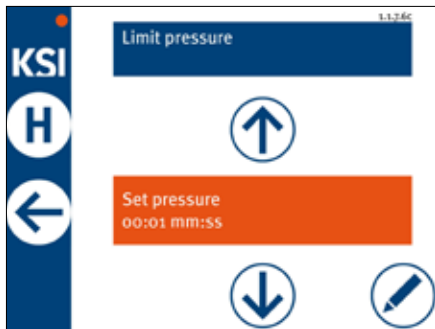 1.1.7.6c
KSI
Limit pressure
H
Set pressure
00:01 mm:ss